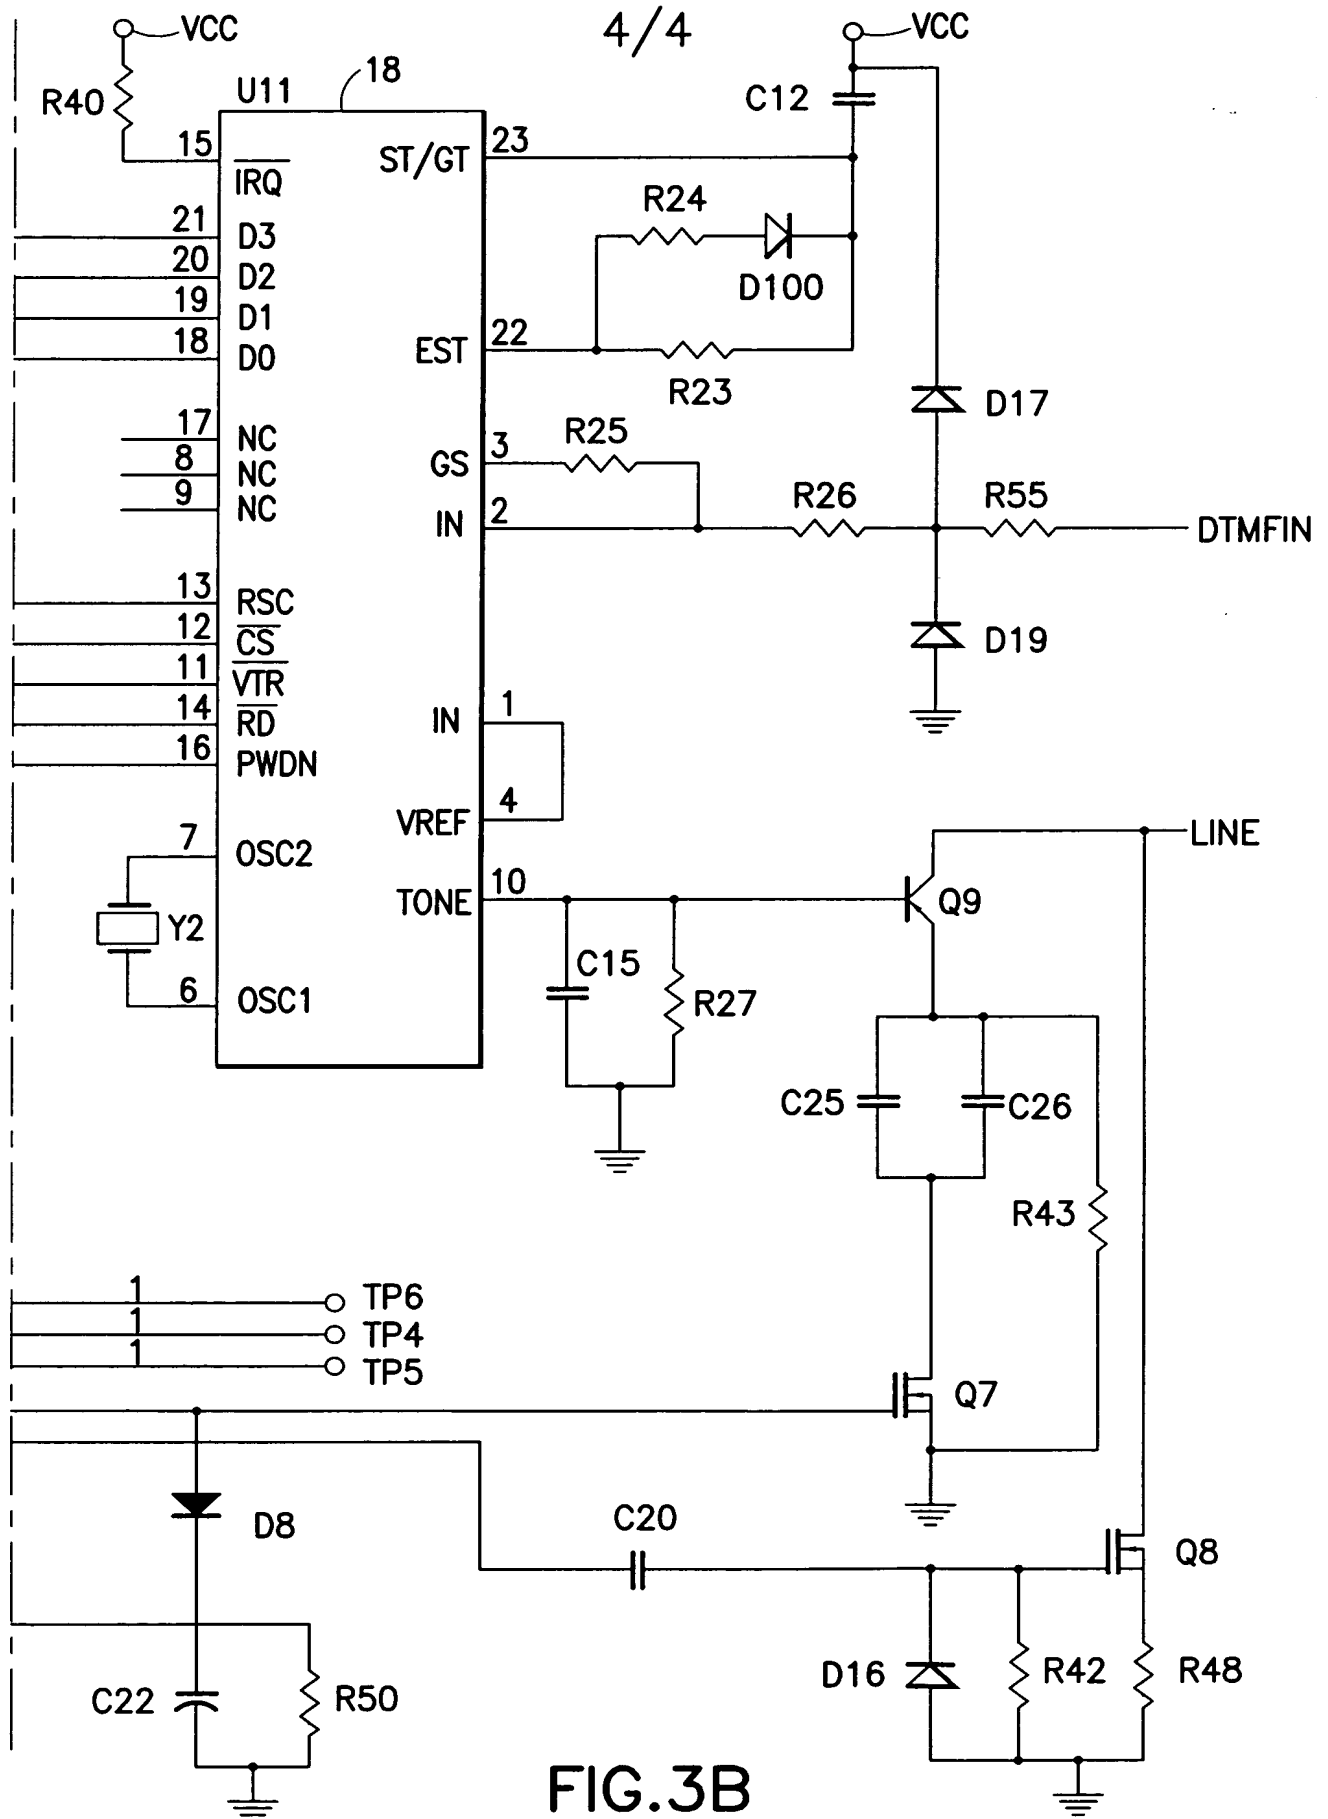 4/4
VCC
VCC
R40
U11
18
C12
15
IRQ
ST/GT
23
21
D3
R24
20
D2
D100
19
D1
18
D0
EST
22
R23
D17
17
NC
GS
3
R25
8
NC
9
NC
IN
2
R26
R55
DTMFIN
13
RSC
12
CS
D19
11
VTR
14
RD
IN
1
16
PWDN
VREF
4
7
OSC2
LINE
TONE
10
Q9
Y2
C15
R27
6
OSC1
C25
C26
R43
1
TP6
1
TP4
1
TP5
Q7
D8
C20
Q8
C22
R50
D16
R42
R48
FIG.3B